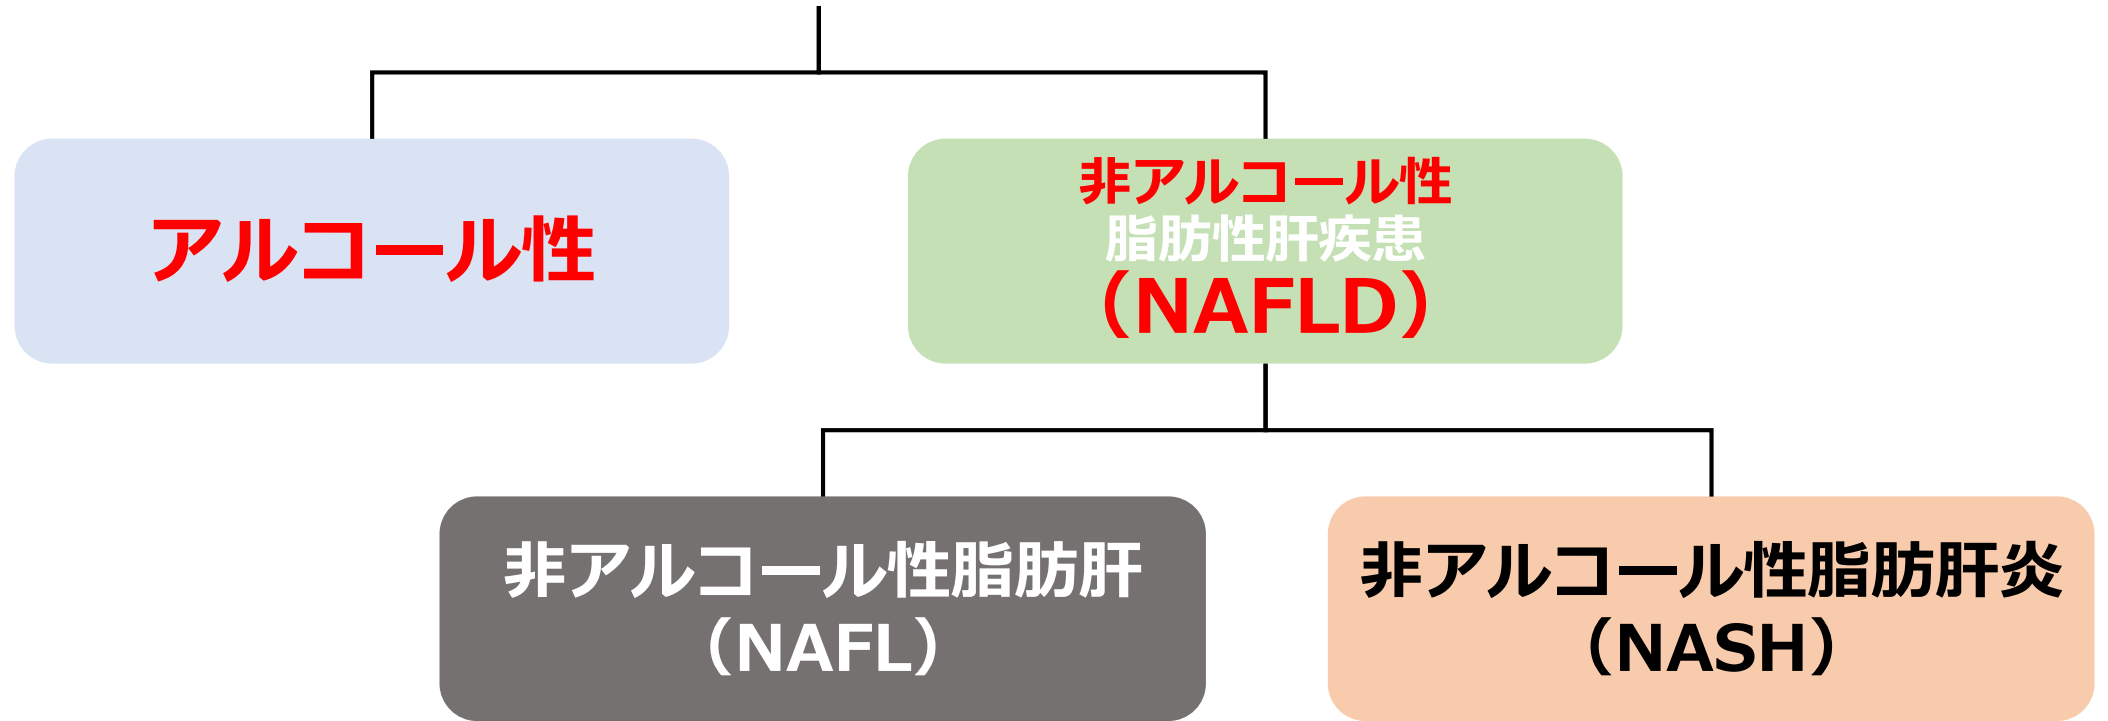 アルコール性
非アルコール性
脂肪性肝疾患
（NAFLD）
非アルコール性脂肪肝
（NAFL）
非アルコール性脂肪肝炎
（NASH）